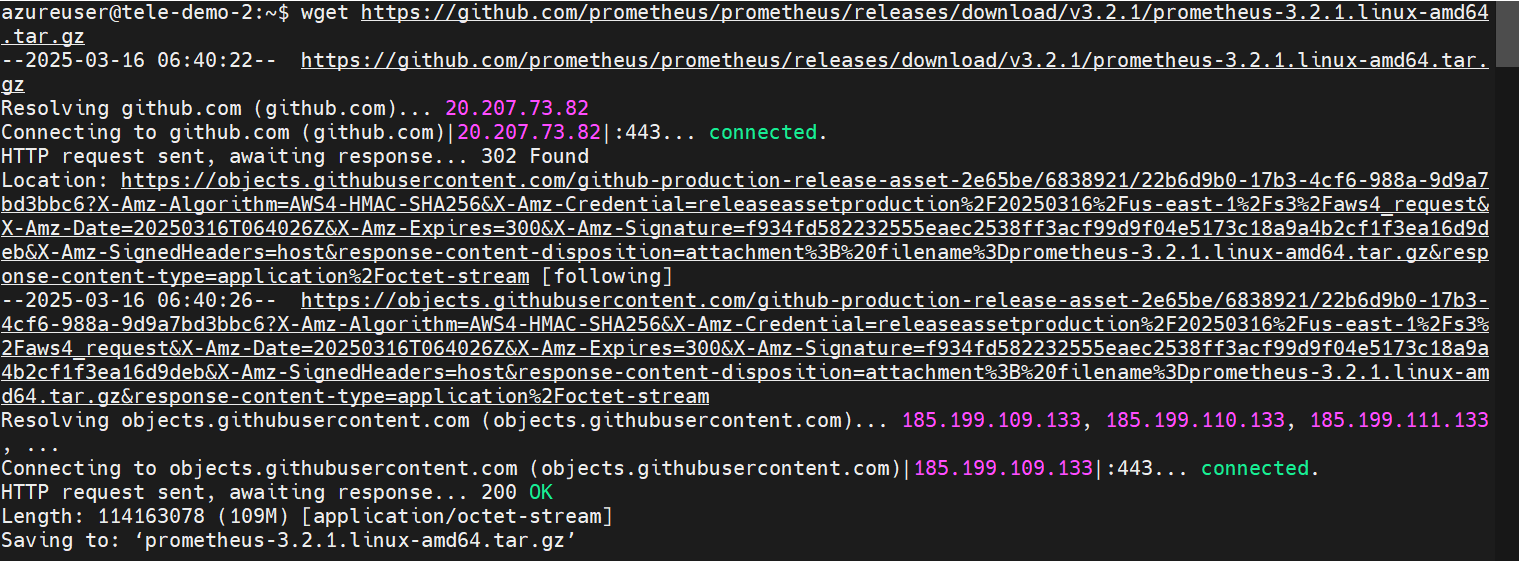 azureuser@tele-demo-2:~$ wget https://github.com/prometheus/prometheus/releases/download/v3.2.1/prometheus-3.2.1.linux-amd64
.tar.gz
--2025-03-16 06:40:22--  https://github.com/prometheus/prometheus/releases/download/v3.2.1/prometheus-3.2.1.linux-amd64.tar.
gz
Resolving github.com (github.com)... 20.207.73.82
Connecting to github.com (github.com)|20.207.73.82|:443... connected.
HTTP request sent, awaiting response... 302 Found
Location: https://objects.githubusercontent.com/github-production-release-asset-2e65be/6838921/22b6d9b0-17b3-4cf6-988a-9d9a7
bd3bbc6?X-Amz-Algorithm=AWS4-HMAC-SHA256&X-Amz-Credential=releaseassetproduction%2F20250316%2Fus-east-1%2Fs3%2Faws4_request&
X-Amz-Date=20250316T064026Z&X-Amz-Expires=300&X-Amz-Signature=f934fd582232555eaec2538ff3acf99d9f04e5173c18a9a4b2cf1f3ea16d9d
eb&X-Amz-SignedHeaders=host&response-content-disposition=attachment%3B%20filename%3Dprometheus-3.2.1.linux-amd64.tar.gz&resp
onse-content-type=application%2Foctet-stream [following]
--2025-03-16 06:40:26--  https://objects.githubusercontent.com/github-production-release-asset-2e65be/6838921/22b6d9b0-17b3-
4cf6-988a-9d9a7bd3bbc6?X-Amz-Algorithm=AWS4-HMAC-SHA256&X-Amz-Credential=releaseassetproduction%2F20250316%2Fus-east-1%2Fs3%
2Faws4_request&X-Amz-Date=20250316T064026Z&X-Amz-Expires=300&X-Amz-Signature=f934fd582232555eaec2538ff3acf99d9f04e5173c18a9a
4b2cf1f3ea16d9deb&X-Amz-SignedHeaders=host&response-content-disposition=attachment%3B%20filename%3Dprometheus-3.2.1.linux-am
d64.tar.gz&response-content-type=application%2Foctet-stream
Resolving objects.githubusercontent.com (objects.githubusercontent.com)... 185.199.109.133, 185.199.110.133, 185.199.111.133
, ...
Connecting to objects.githubusercontent.com (objects.githubusercontent.com)|185.199.109.133|:443... connected.
HTTP request sent, awaiting response... 200 OK
Length: 114163078 (109M) [application/octet-stream]
Saving to: ‘prometheus-3.2.1.linux-amd64.tar.gz’